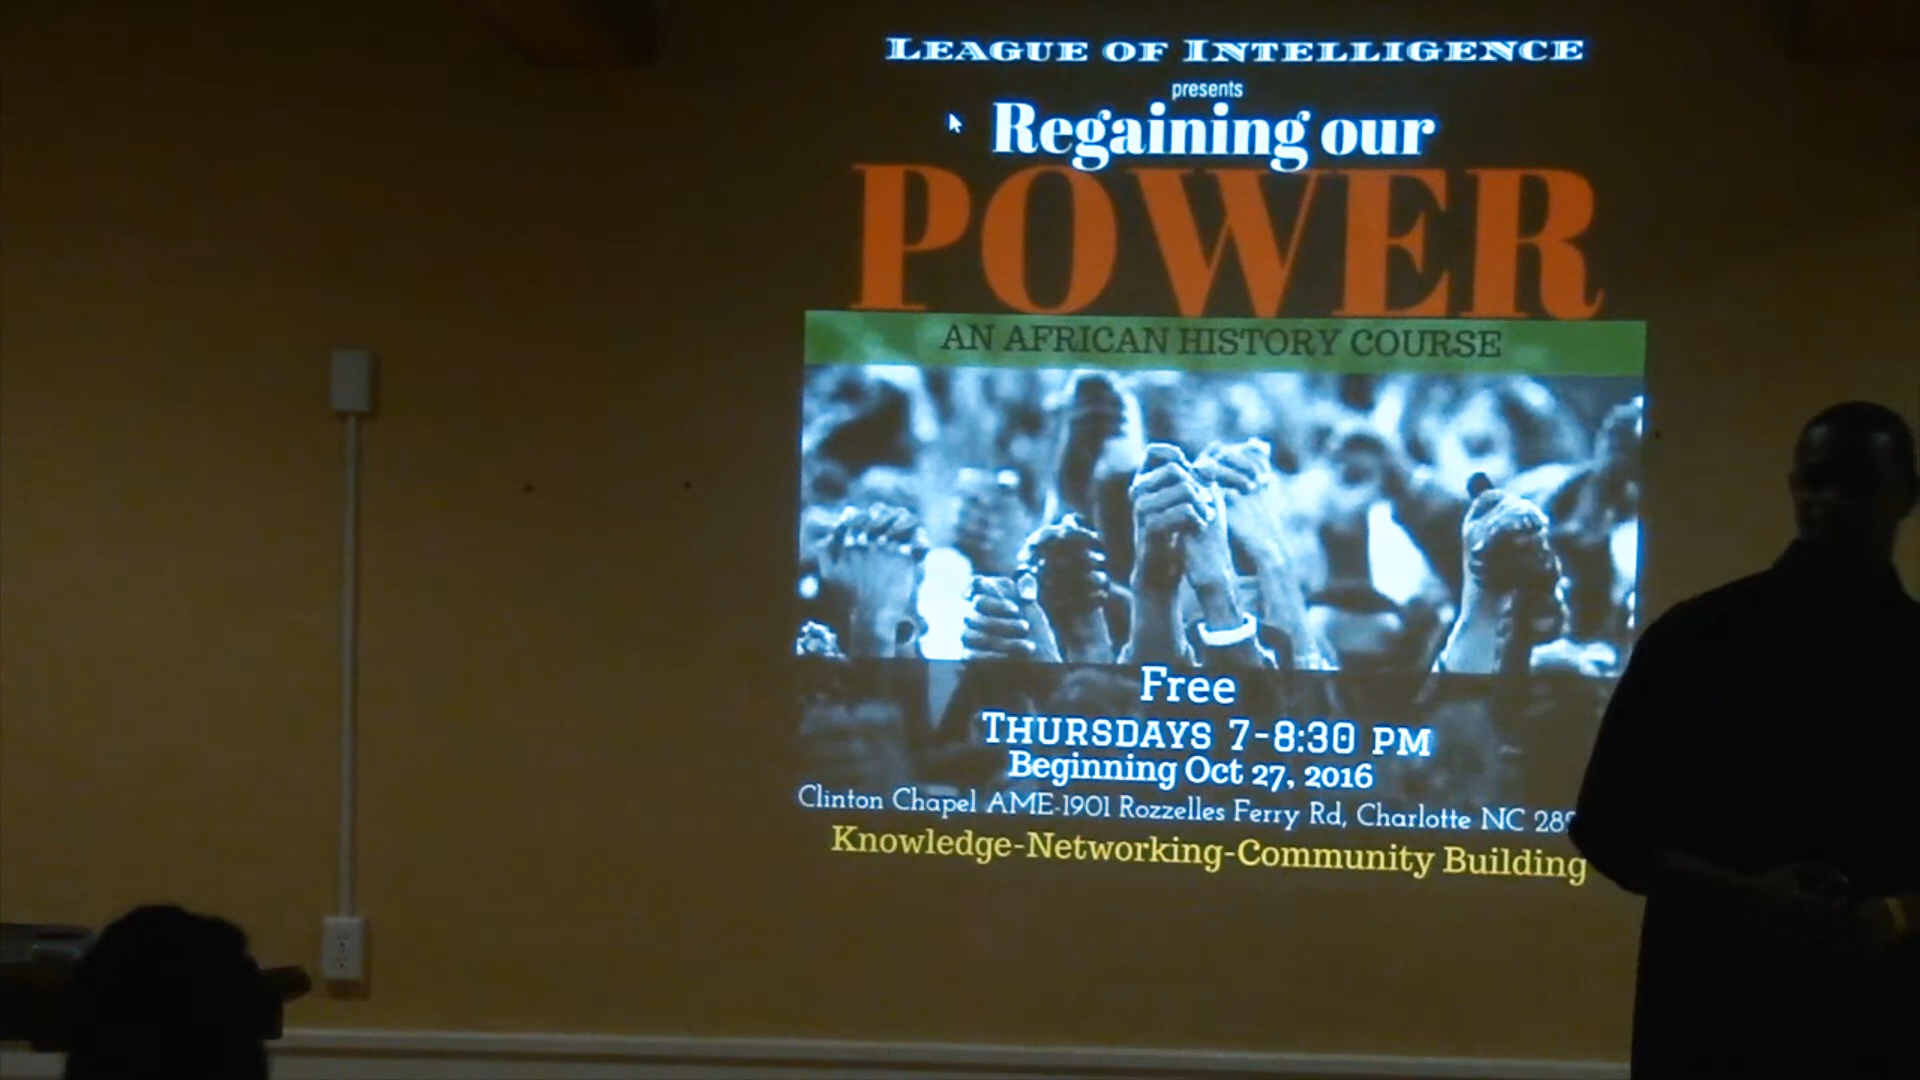 LEAGUE OF INTELLIGENCE
presents
Regaining our
POWER
AN AFRICAN HISTORY COURSE
Free
THURSDAYS 7-8:30 PM
Beginning Oct 27, 2016
Clinton Chapel AME-1901 Rozzelles Ferry Rd, Charlotte NC
Knowledge-Networking-Community Building